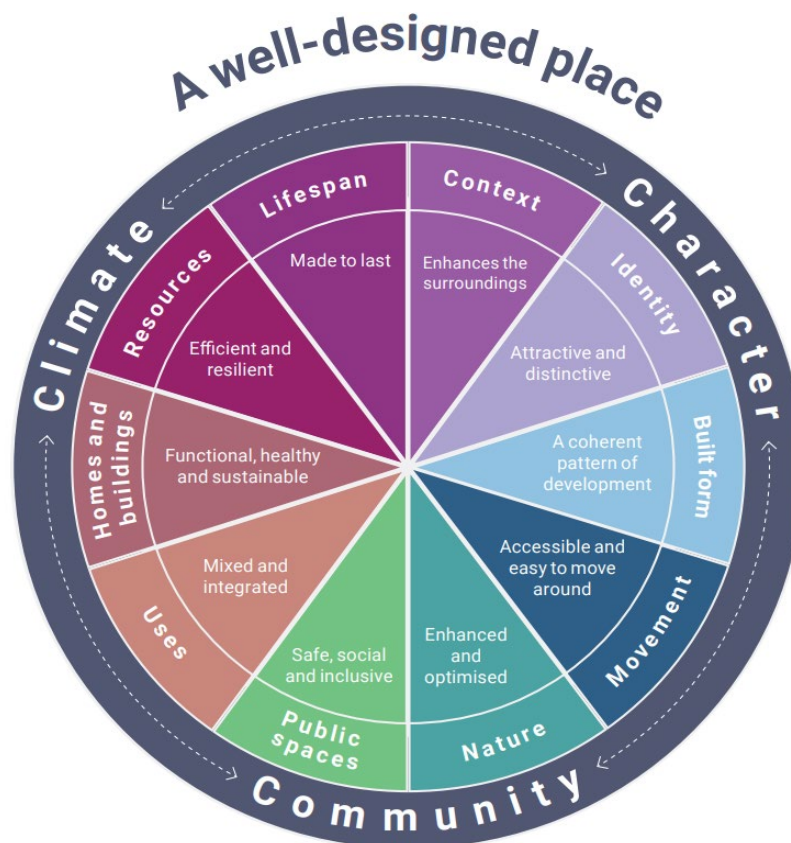 A well-designed place
Climate
Character
Community
Context
Enhances the
surroundings
Identity
Attractive and
distinctive
Built form
A coherent
pattern of
development
Movement
Accessible and
easy to move
around
Nature
Enhanced
and
optimised
Public
spaces
Safe, social
and inclusive
Uses
Mixed and
integrated
Homes and
buildings
Functional, healthy
and sustainable
Resources
Efficient and
resilient
Lifespan
Made to last